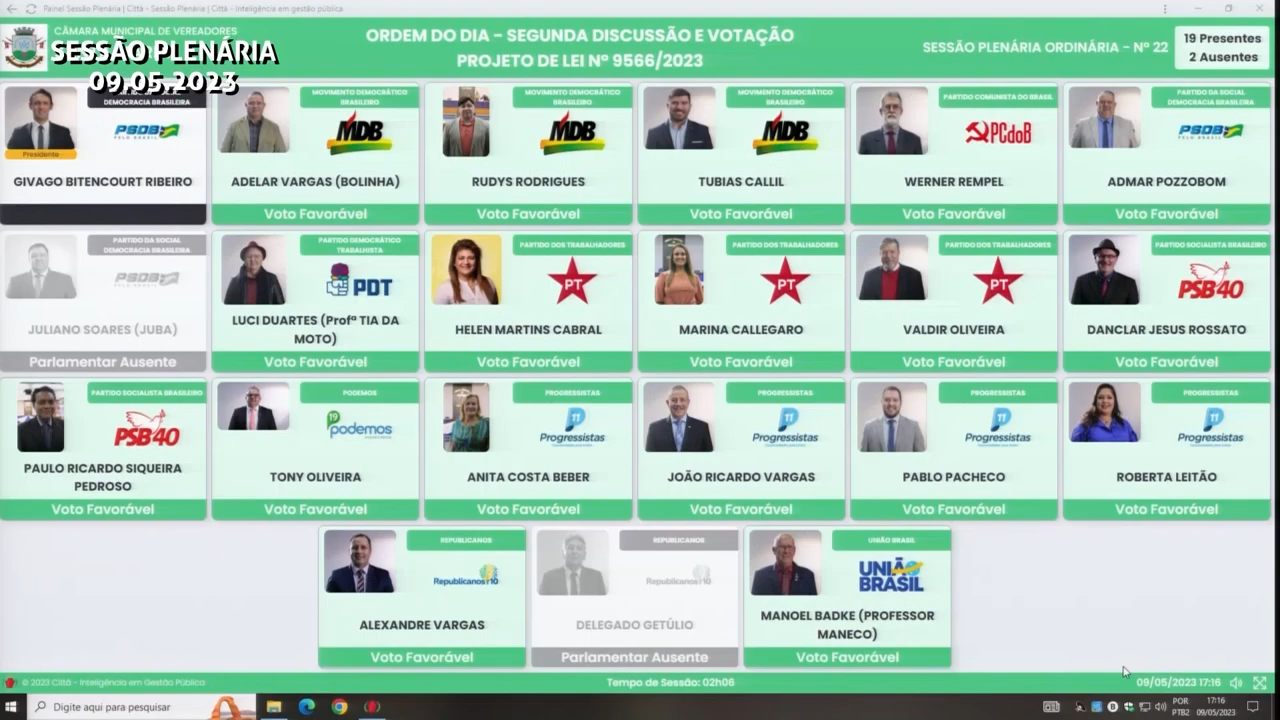 Painel Sessão Plenária | Cittá - Inteligência em gestão pública | Cittá - Inteligência em gestão pública
CÂMARA MUNICIPAL DE VEREADORES
SESSÃO PLENÁRIA
09.05.2023
ORDEM DO DIA - SEGUNDA DISCUSSÃO E VOTAÇÃO
PROJETO DE LEI Nº 9566/2023
SESSÃO PLENÁRIA ORDINÁRIA - Nº 22
19 Presentes
2 Ausentes
DEMOCRACIA BRASILEIRA
PSDB
Presidente
GIVAGO BITENCOURT RIBEIRO
MOVIMENTO DEMOCRÁTICO
BRASILEIRO
MDB
ADELAR VARGAS (BOLINHA)
Voto Favorável
MOVIMENTO DEMOCRÁTICO
BRASILEIRO
MDB
RUDYS RODRIGUES
Voto Favorável
MOVIMENTO DEMOCRÁTICO
BRASILEIRO
MDB
TUBIAS CALLIL
Voto Favorável
PARTIDO COMUNISTA DO BRASIL
PCdoB
WERNER REMPEL
Voto Favorável
PARTIDO DA SOCIAL
DEMOCRACIA BRASILEIRA
PSDB
ADMAR POZZOBOM
Voto Favorável
PARTIDO DA SOCIAL
DEMOCRACIA BRASILEIRA
PSDB
JULIANO SOARES (JUBA)
Parlamentar Ausente
PARTIDO DEMOCRÁTICO
TRABALHISTA
PDT
LUCI DUARTES (Profª TIA DA
MOTO)
Voto Favorável
PARTIDO DOS TRABALHADORES
PT
HELEN MARTINS CABRAL
Voto Favorável
PARTIDO DOS TRABALHADORES
PT
MARINA CALLEGARO
Voto Favorável
PARTIDO DOS TRABALHADORES
PT
VALDIR OLIVEIRA
Voto Favorável
PARTIDO SOCIALISTA BRASILEIRO
PSB40
DANCLAR JESUS ROSSATO
Voto Favorável
PARTIDO SOCIALISTA BRASILEIRO
PSB40
PAULO RICARDO SIQUEIRA
PEDROSO
Voto Favorável
PODEMOS
19
podemos
TONY OLIVEIRA
Voto Favorável
PROGRESSISTAS
11
Progressistas
ANITA COSTA BEBER
Voto Favorável
PROGRESSISTAS
11
Progressistas
JOÃO RICARDO VARGAS
Voto Favorável
PROGRESSISTAS
11
Progressistas
PABLO PACHECO
Voto Favorável
PROGRESSISTAS
11
Progressistas
ROBERTA LEITÃO
Voto Favorável
REPUBLICANOS
Republicanos 10
ALEXANDRE VARGAS
Voto Favorável
REPUBLICANOS
Republicanos 10
DELEGADO GETÚLIO
Parlamentar Ausente
UNIÃO BRASIL
UNIÃO
BRASIL
MANOEL BADKE (PROFESSOR
MANECO)
Voto Favorável
© 2023 Cittá - Inteligência em Gestão Pública
Tempo de Sessão: 02h06
09/05/2023 17:16
Digite aqui para pesquisar
POR
PTB2
17:16
09/05/2023